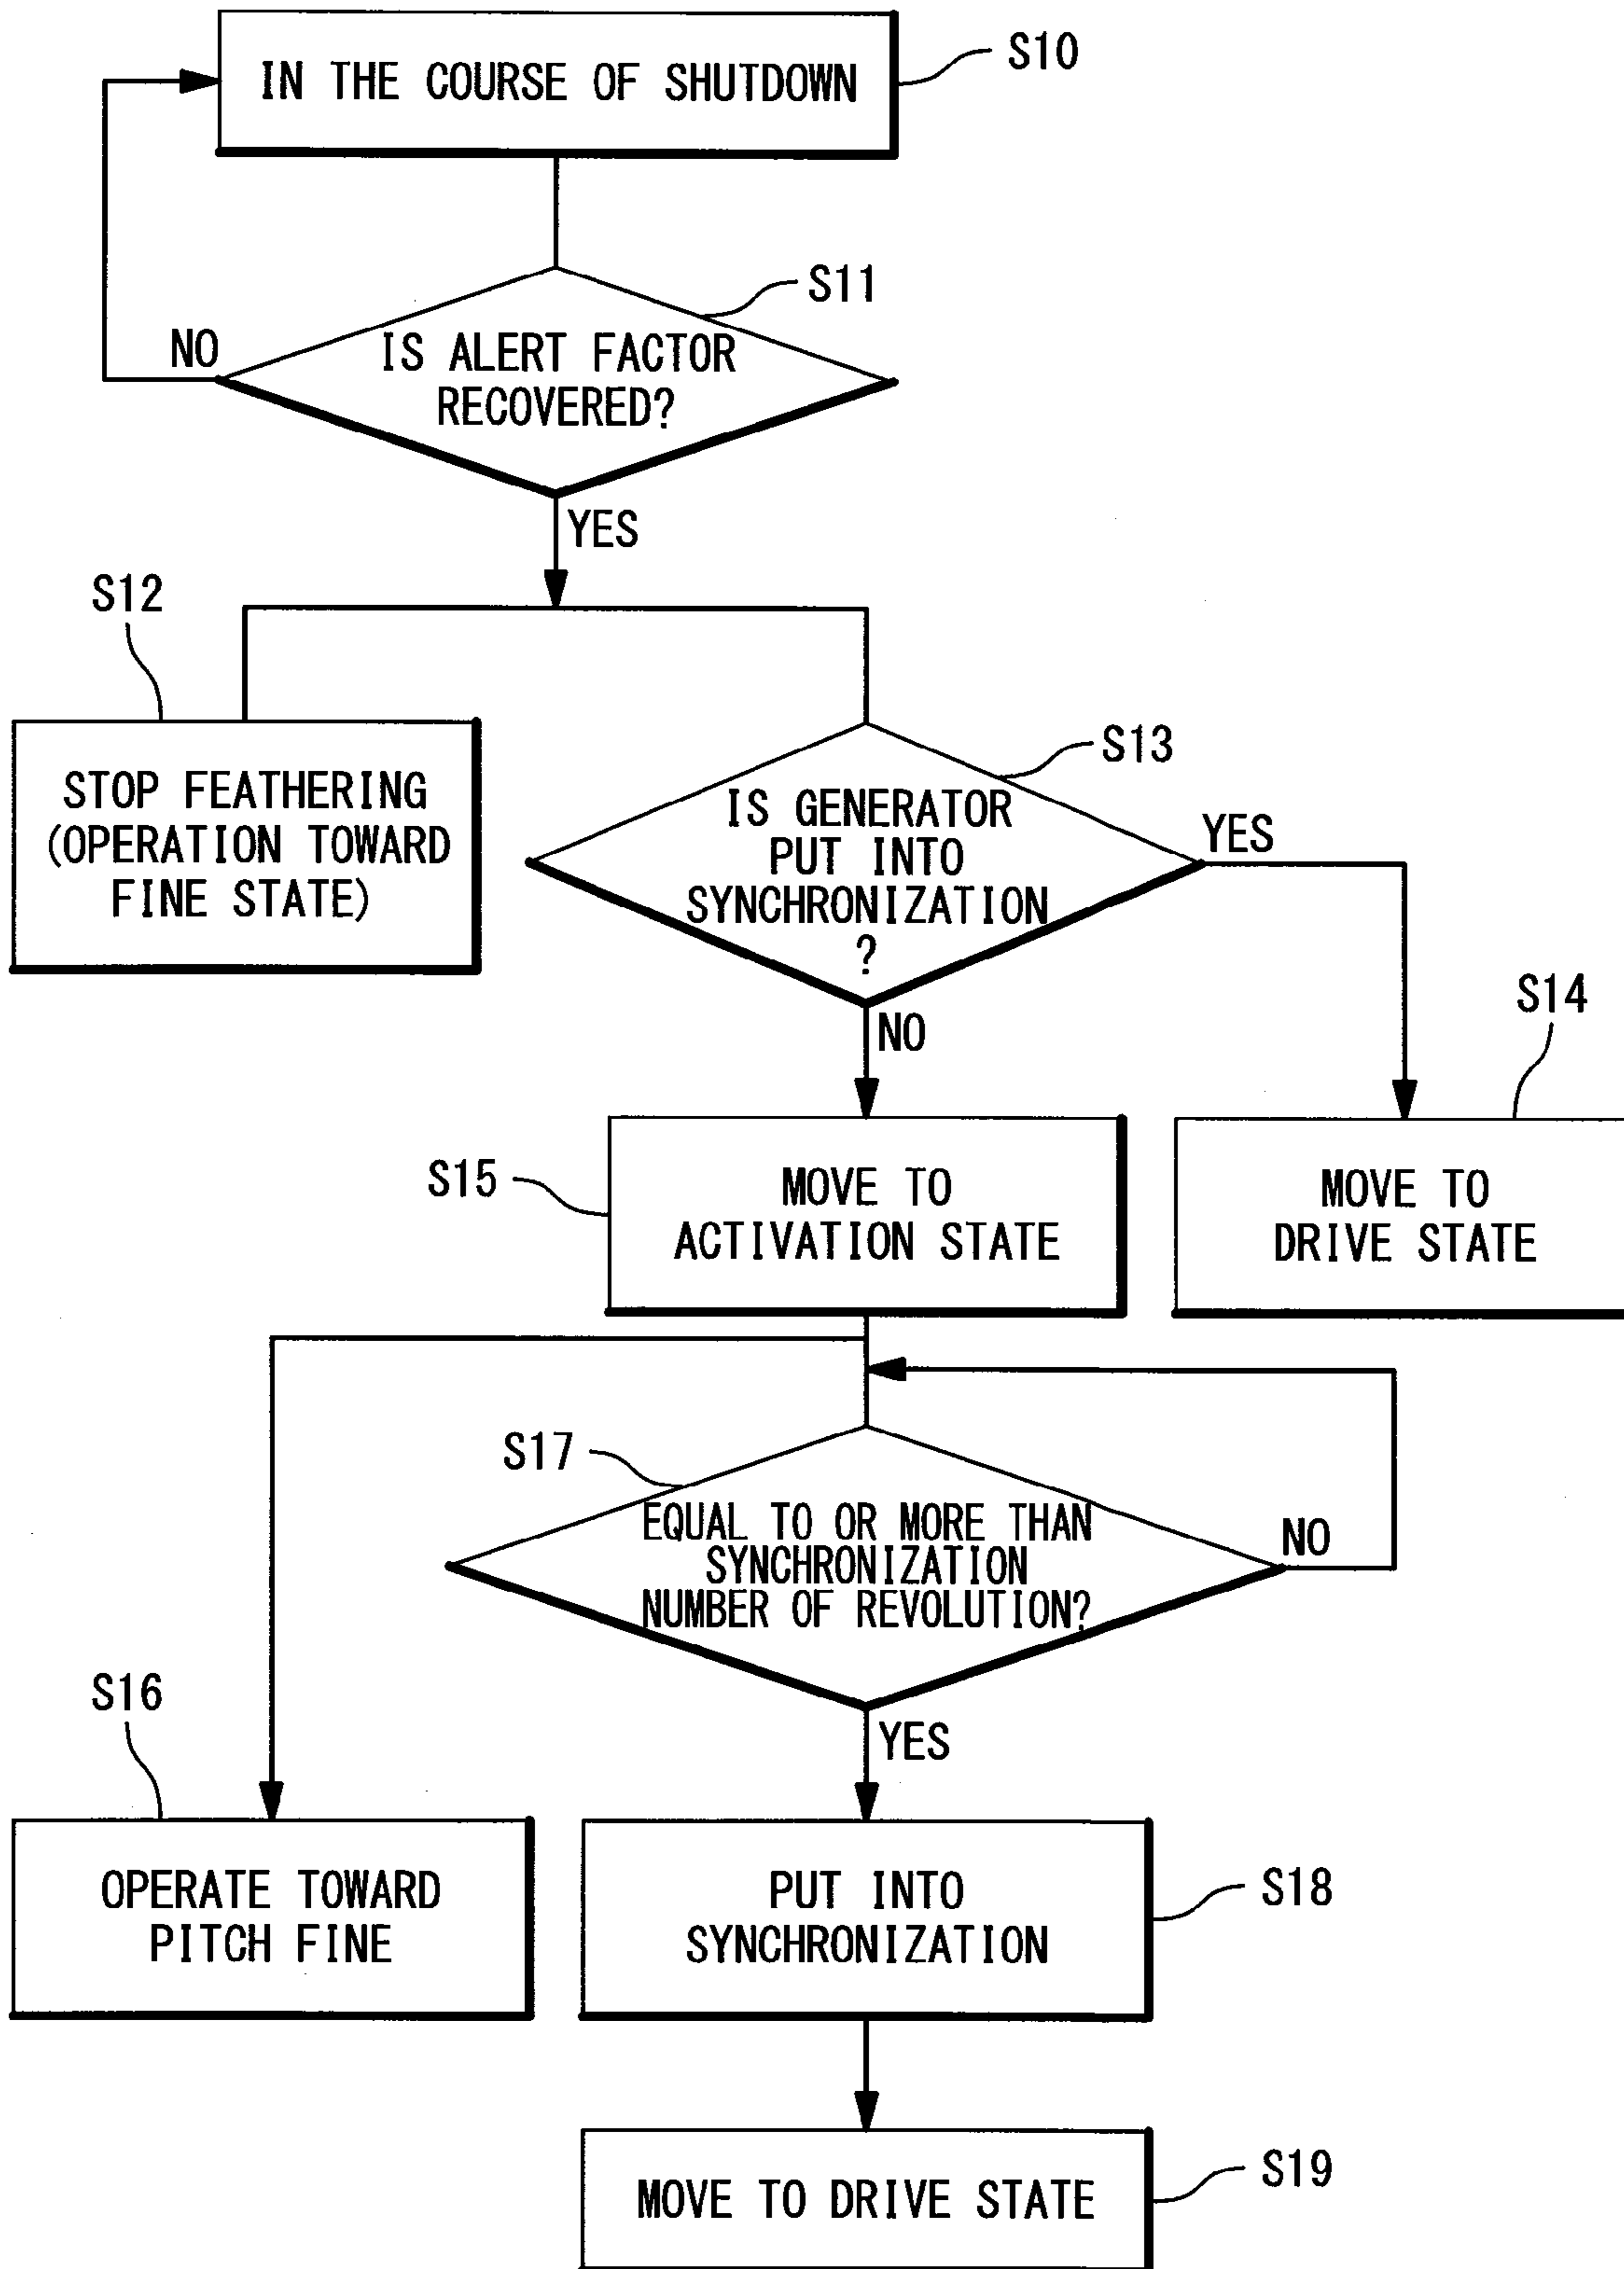 IN THE COURSE OF SHUTDOWN
S10
S11
IS ALERT FACTOR
RECOVERED?
NO
YES
S12
STOP FEATHERING
(OPERATION TOWARD
FINE STATE)
S13
IS GENERATOR
PUT INTO
SYNCHRONIZATION
?
YES
NO
S14
MOVE TO
DRIVE STATE
S15
MOVE TO
ACTIVATION STATE
S17
EQUAL TO OR MORE THAN
SYNCHRONIZATION
NUMBER OF REVOLUTION?
NO
YES
S16
OPERATE TOWARD
PITCH FINE
PUT INTO
SYNCHRONIZATION
S18
MOVE TO DRIVE STATE
S19